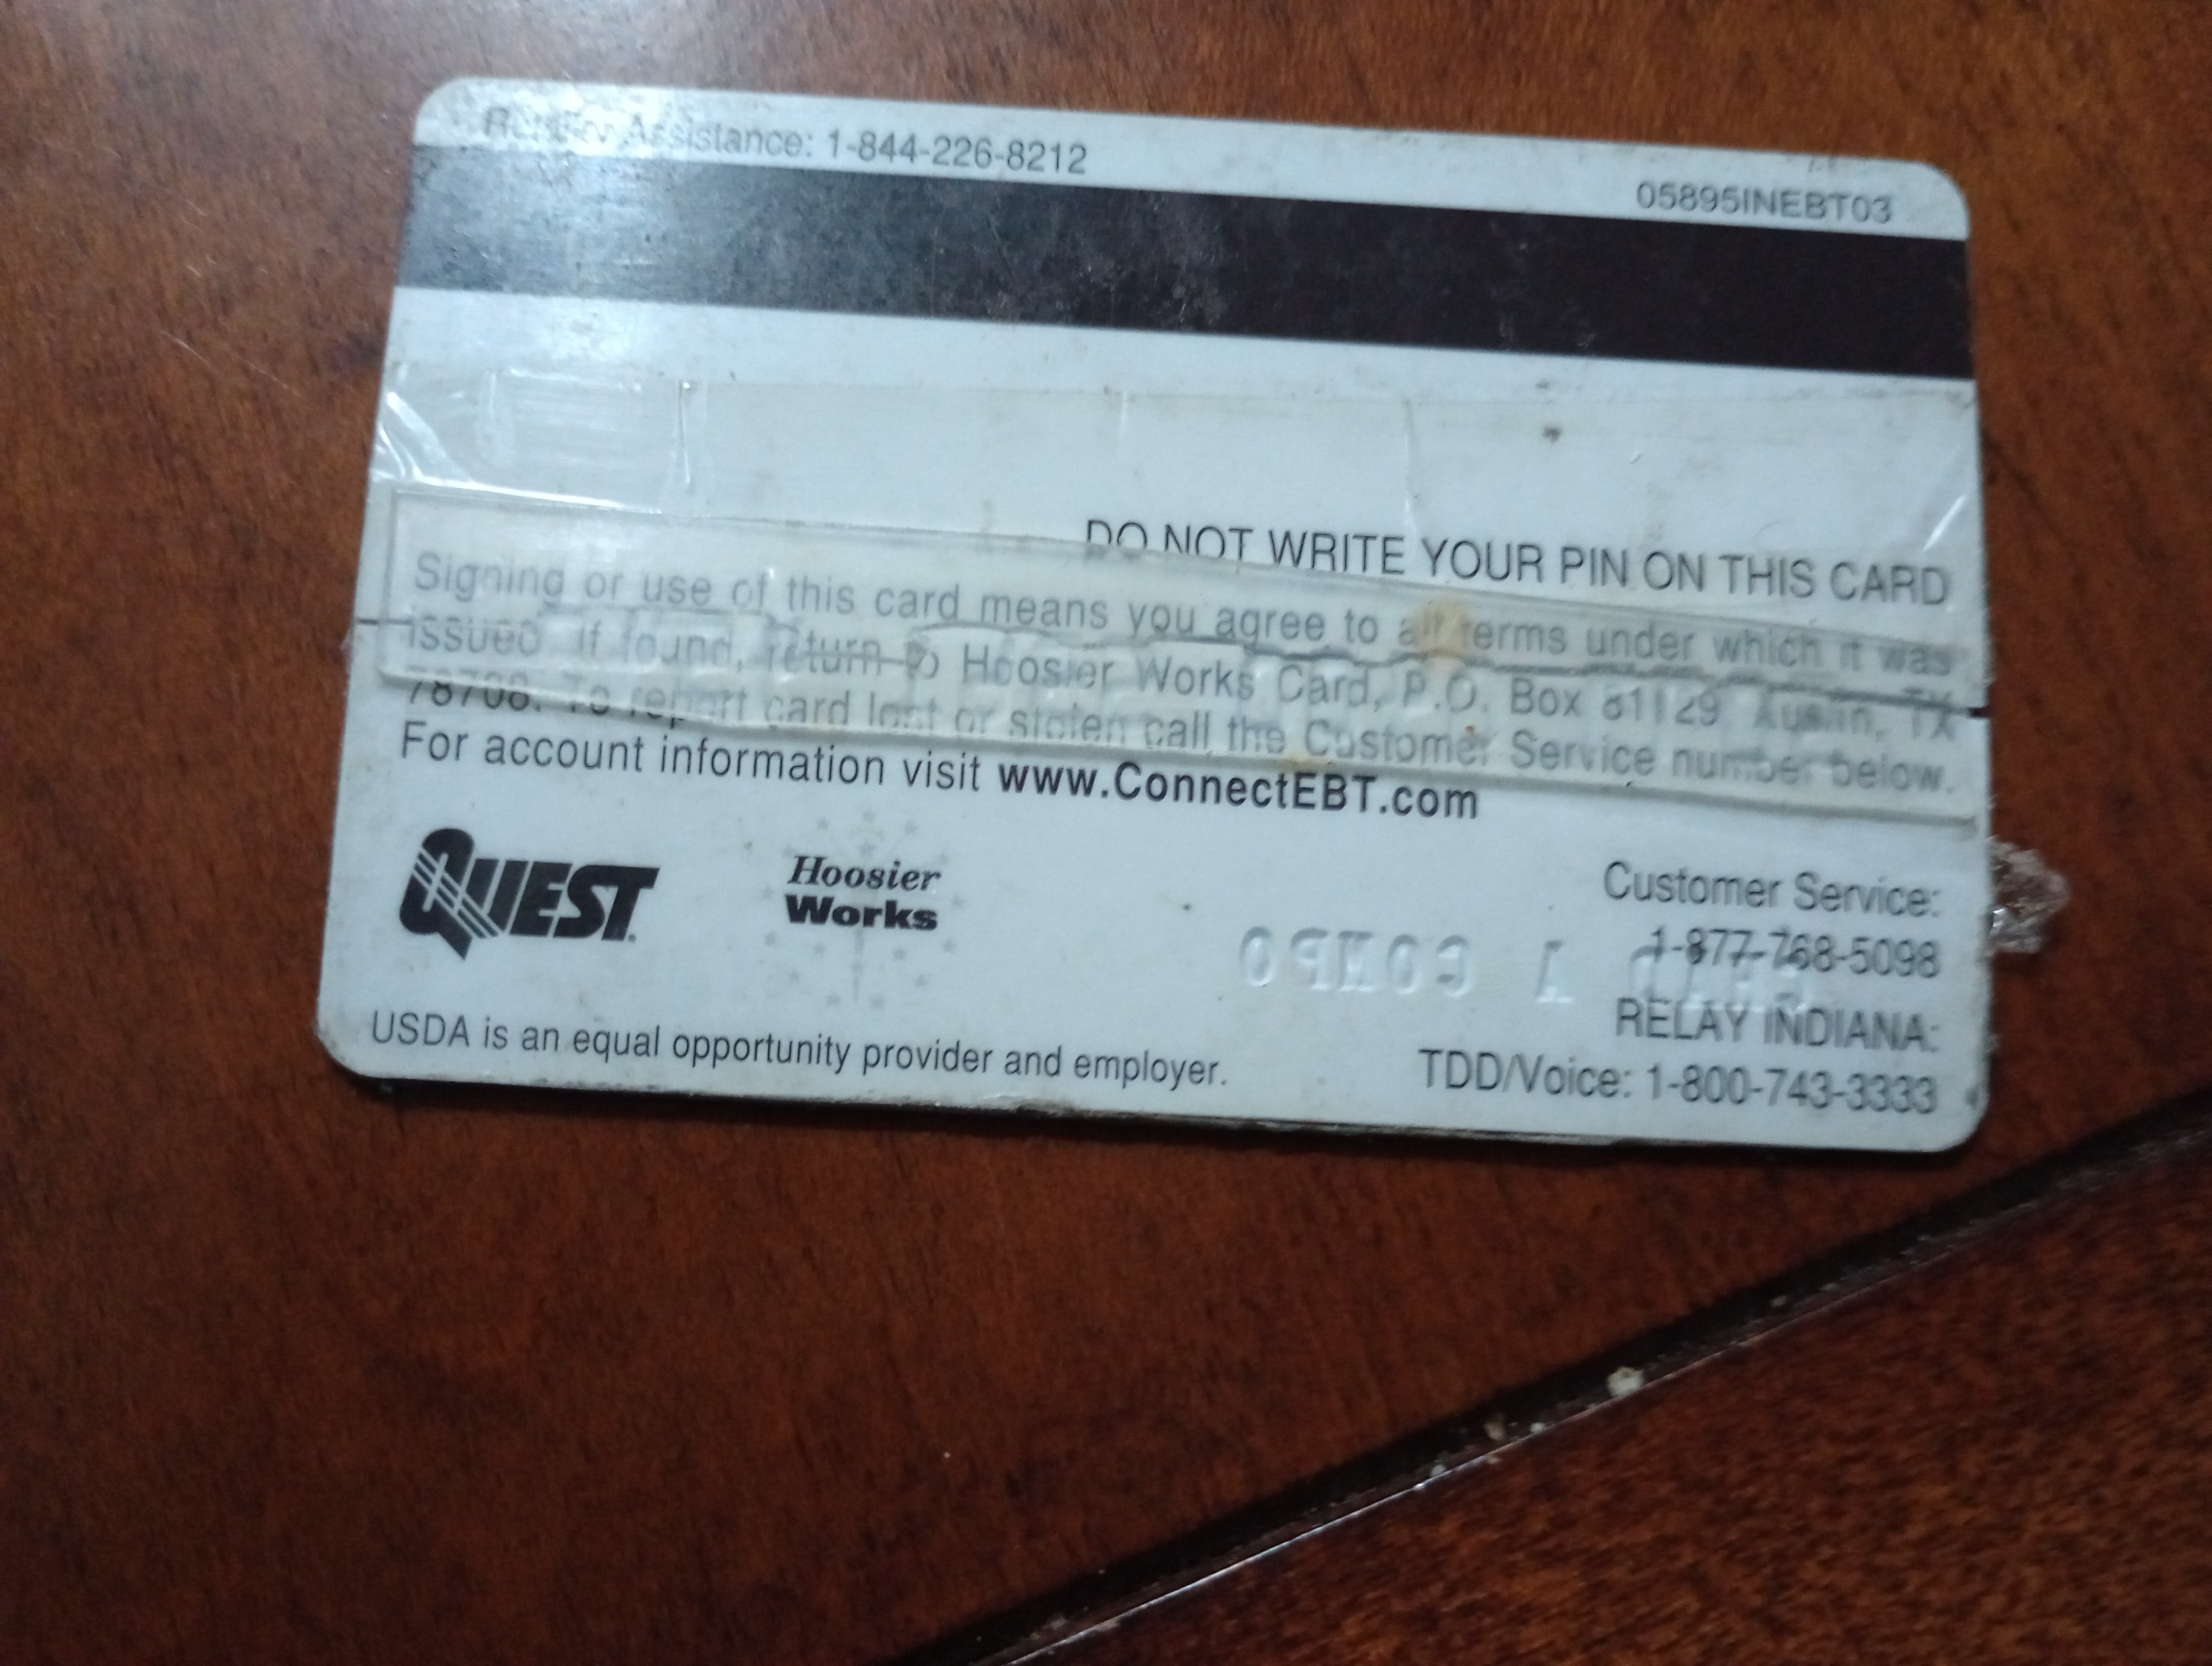 Assistance: 1-844-226-8212
05895INEBT03
DO NOT WRITE YOUR PIN ON THIS CARD
Signing or use of this card means you agree to all terms under which it was
issued. If found, return to Hoosier Works Card, P.O. Box 81129 Austin, TX
78708. To report card lost or stolen call the Customer Service number below.
For account information visit www.ConnectEBT.com
QUEST
Hoosier
Works
Customer Service:
1-877-768-5098
RELAY INDIANA:
TDD/Voice: 1-800-743-3333
USDA is an equal opportunity provider and employer.